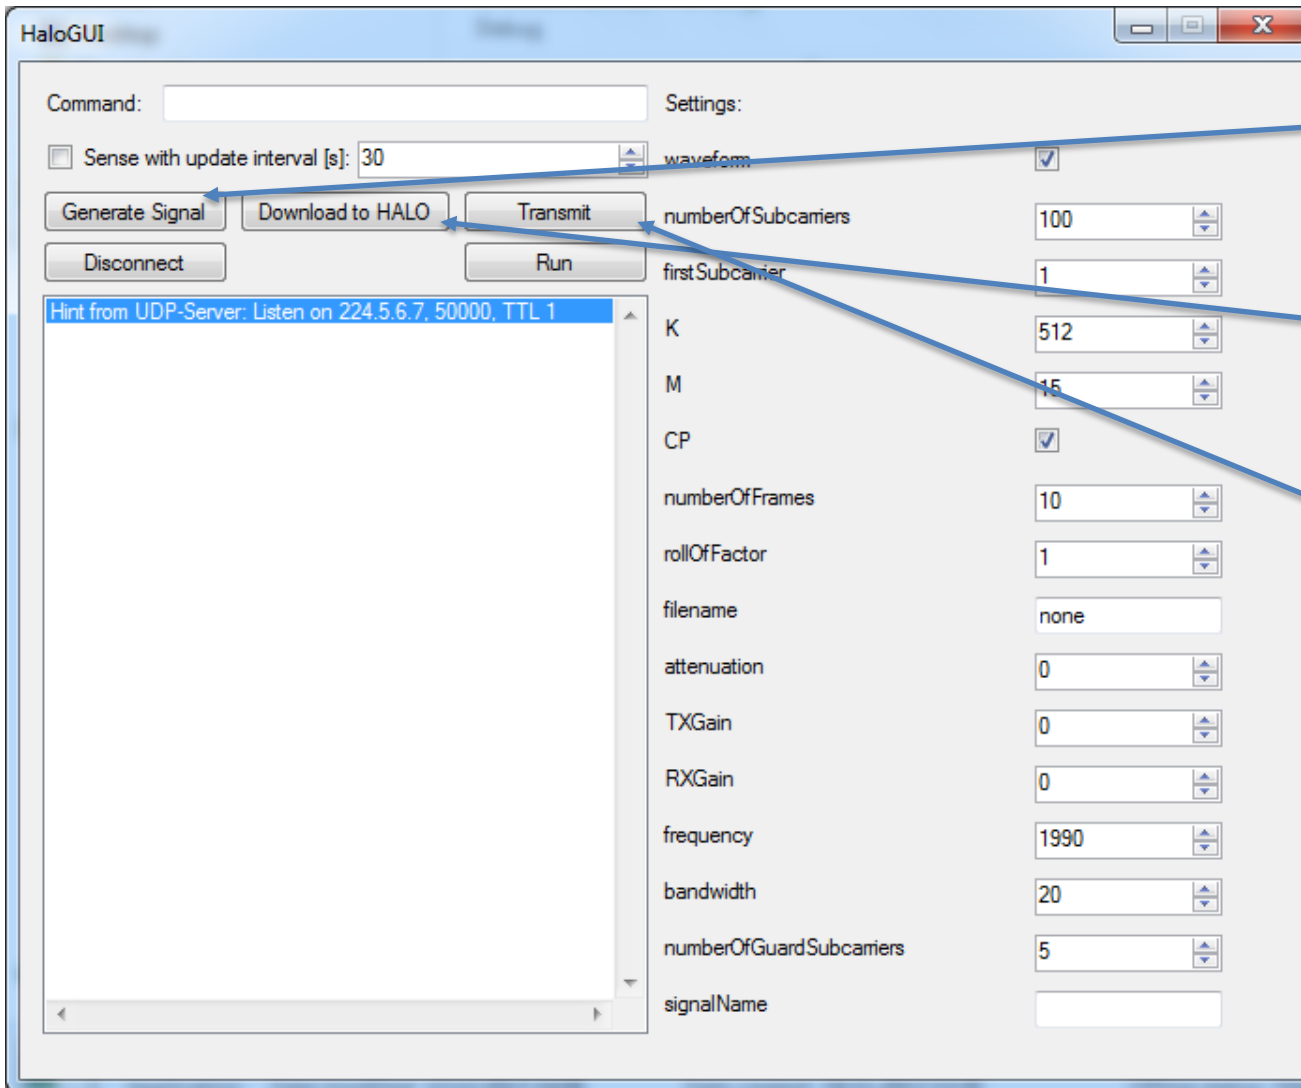 HaloGUI
Command:
Sense with update interval [s]: 30
Generate Signal
Download to HALO
Transmit
Disconnect
Run
Hint from UDP-Server: Listen on 224.5.6.7, 50000, TTL 1
Settings:
waveform
numberOfSubcarriers 100
firstSubcarrier 1
K 512
M 15
CP
numberOfFrames 10
rollOfFactor 1
filename none
attenuation 0
TXGain 0
RXGain 0
frequency 1990
bandwidth 20
numberOfGuardSubcarriers 5
signalName